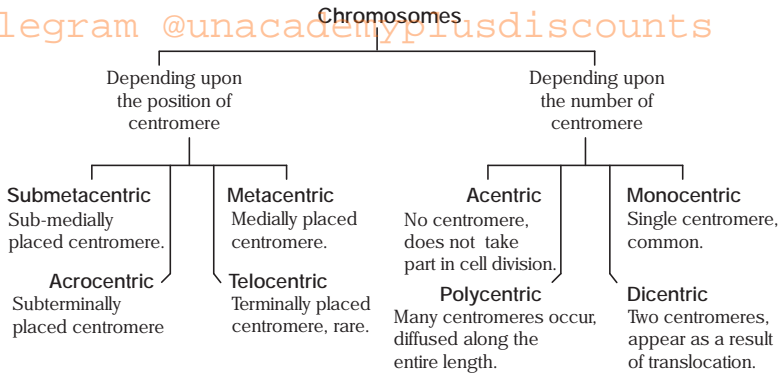 legram @unacademyplusdiscounts
Chromosomes
Depending upon
the position of
centromere
Depending upon
the number of
centromere
Submetacentric
Sub-medially
placed centromere.
Metacentric
Medially placed
centromere.
Acrocentric
Subterminally
placed centromere
Telocentric
Terminally placed
centromere, rare.
Acentric
No centromere,
does not take
part in cell division.
Monocentric
Single centromere,
common.
Polycentric
Many centromeres occur,
diffused along the
entire length.
Dicentric
Two centromeres,
appear as a result
of translocation.